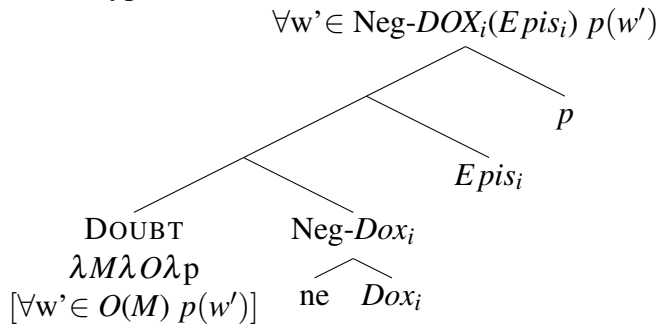 ∀w’∈ Neg-DOX_i(Epis_i) p(w′)
p
Epis_i
DOUBT Neg-Dox_i
λMλOλp
[∀w’∈ O(M) p(w′)] ne Dox_i